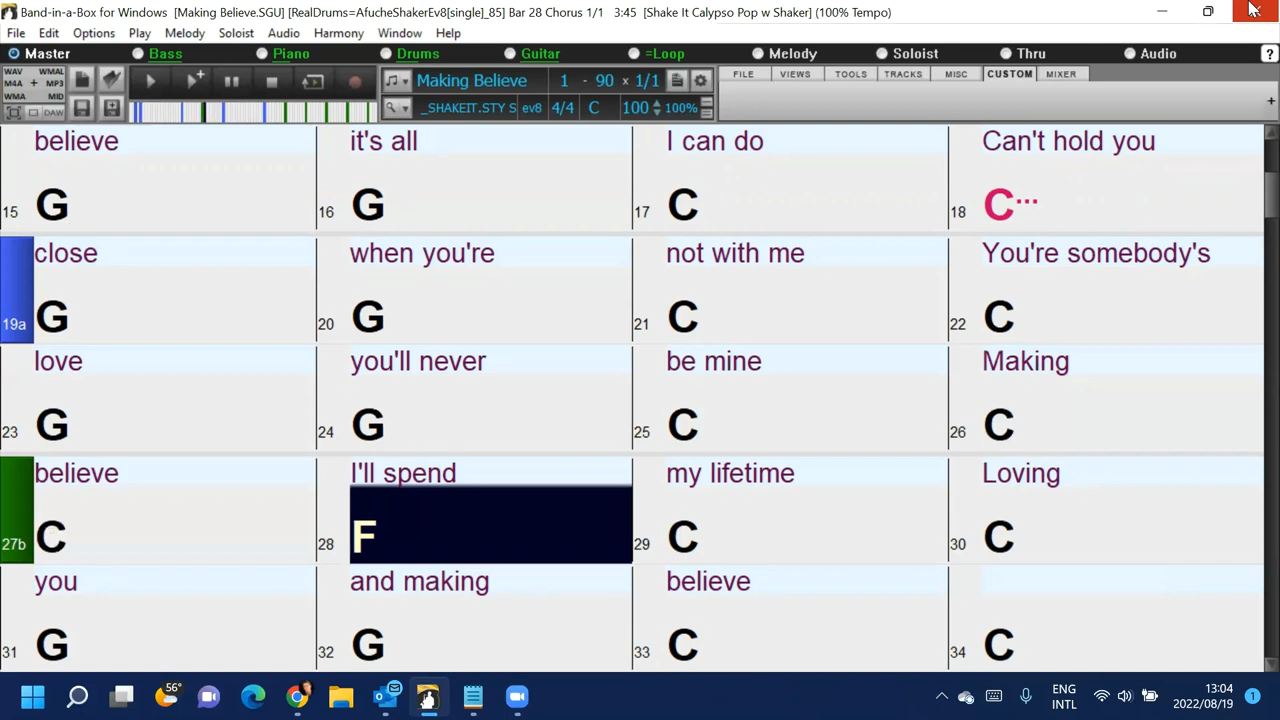 Band-in-a-Box for Windows [Making Believe.SGU] [RealDrums=AfucheShakerEv8[single]_85] Bar 28 Chorus 1/1 3:45 [Shake It Calypso Pop w Shaker] (100% Tempo)
File Edit Options Play Melody Soloist Audio Harmony Window Help
Master Bass Piano Drums Guitar =Loop Melody Soloist Thru Audio ?
WAV WMAL
M4A + MP3
WMA MID
DAW
Making Believe 1 - 90 x 1/1
_SHAKEIT.STY S ev8 4/4 C 100 100%
FILE VIEWS TOOLS TRACKS MISC CUSTOM MIXER
+
believe it's all I can do Can't hold you
15 G 16 G 17 C 18 C...
close when you're not with me You're somebody's
19a G 20 G 21 C 22 C
love you'll never be mine Making
23 G 24 G 25 C 26 C
believe I'll spend my lifetime Loving
27b C 28 F 29 C 30 C
you and making believe
31 G 32 G 33 C 34 C
56°
ENG
INTL
13:04
2022/08/19
1